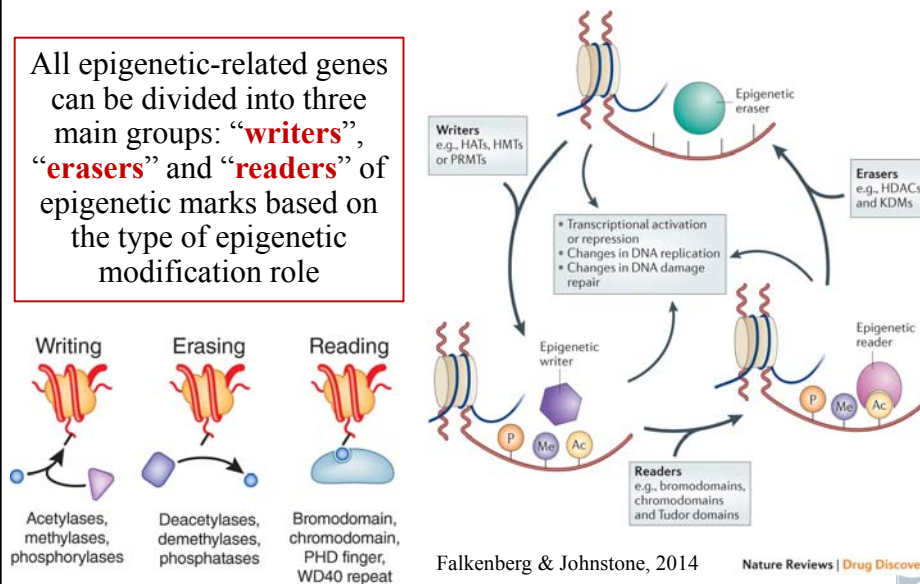 All epigenetic-related genes
can be divided into three
main groups: “writers”,
“erasers” and “readers” of
epigenetic marks based on
the type of epigenetic
modification role
Writing
Erasing
Reading
Acetylases,
methylases,
phosphorylases
Deacetylases,
demethylases,
phosphatases
Bromodomain,
chromodomain,
PHD finger,
WD40 repeat
Epigenetic
eraser
Writers
e.g., HATs, HMTs
or PRMTs
Erasers
e.g., HDACs
and KDMs
• Transcriptional activation
or repression
• Changes in DNA replication
• Changes in DNA damage
repair
Epigenetic
writer
P
Me
Ac
Epigenetic
reader
P
Me
Ac
Readers
e.g., bromodomains,
chromodomains
and Tudor domains
Falkenberg & Johnstone, 2014
Nature Reviews | Drug Discove